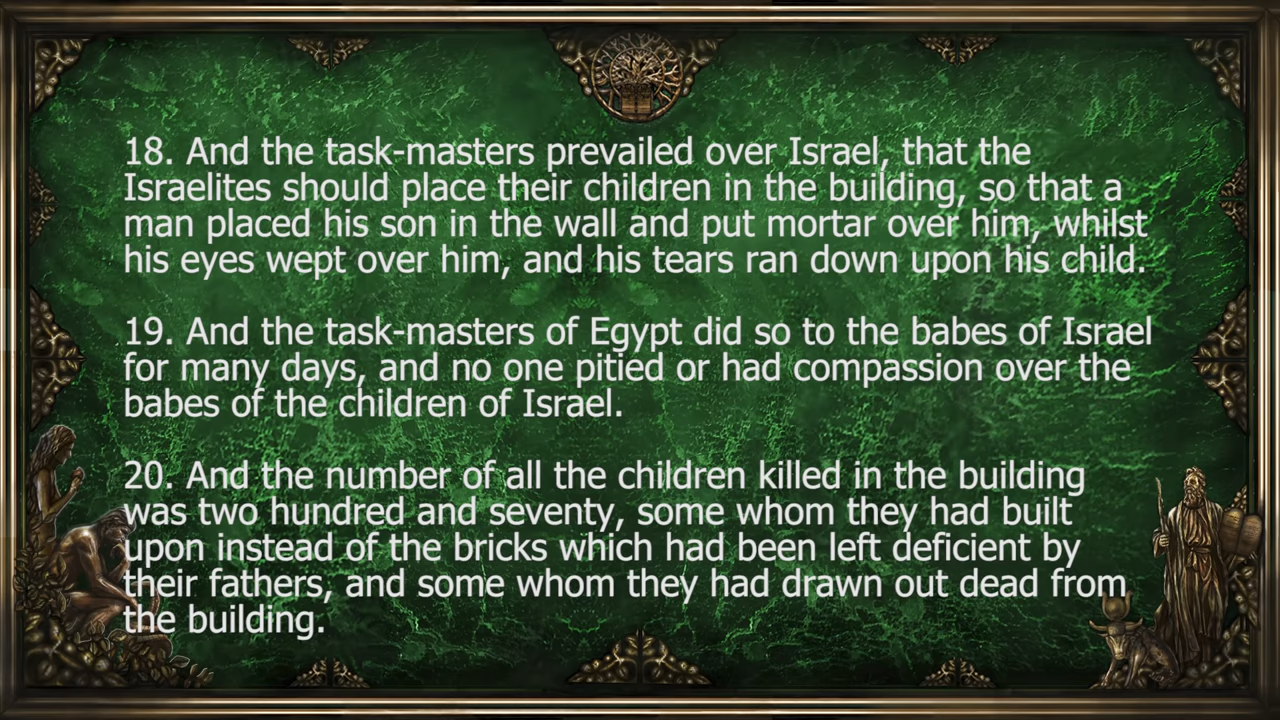 18. And the task-masters prevailed over Israel, that the
Israelites should place their children in the building, so that a
man placed his son in the wall and put mortar over him, whilst
his eyes wept over him, and his tears ran down upon his child.
19. And the task-masters of Egypt did so to the babes of Israel
for many days, and no one pitied or had compassion over the
babes of the children of Israel.
20. And the number of all the children killed in the building
was two hundred and seventy, some whom they had built
upon instead of the bricks which had been left deficient by
their fathers, and some whom they had drawn out dead from
the building.